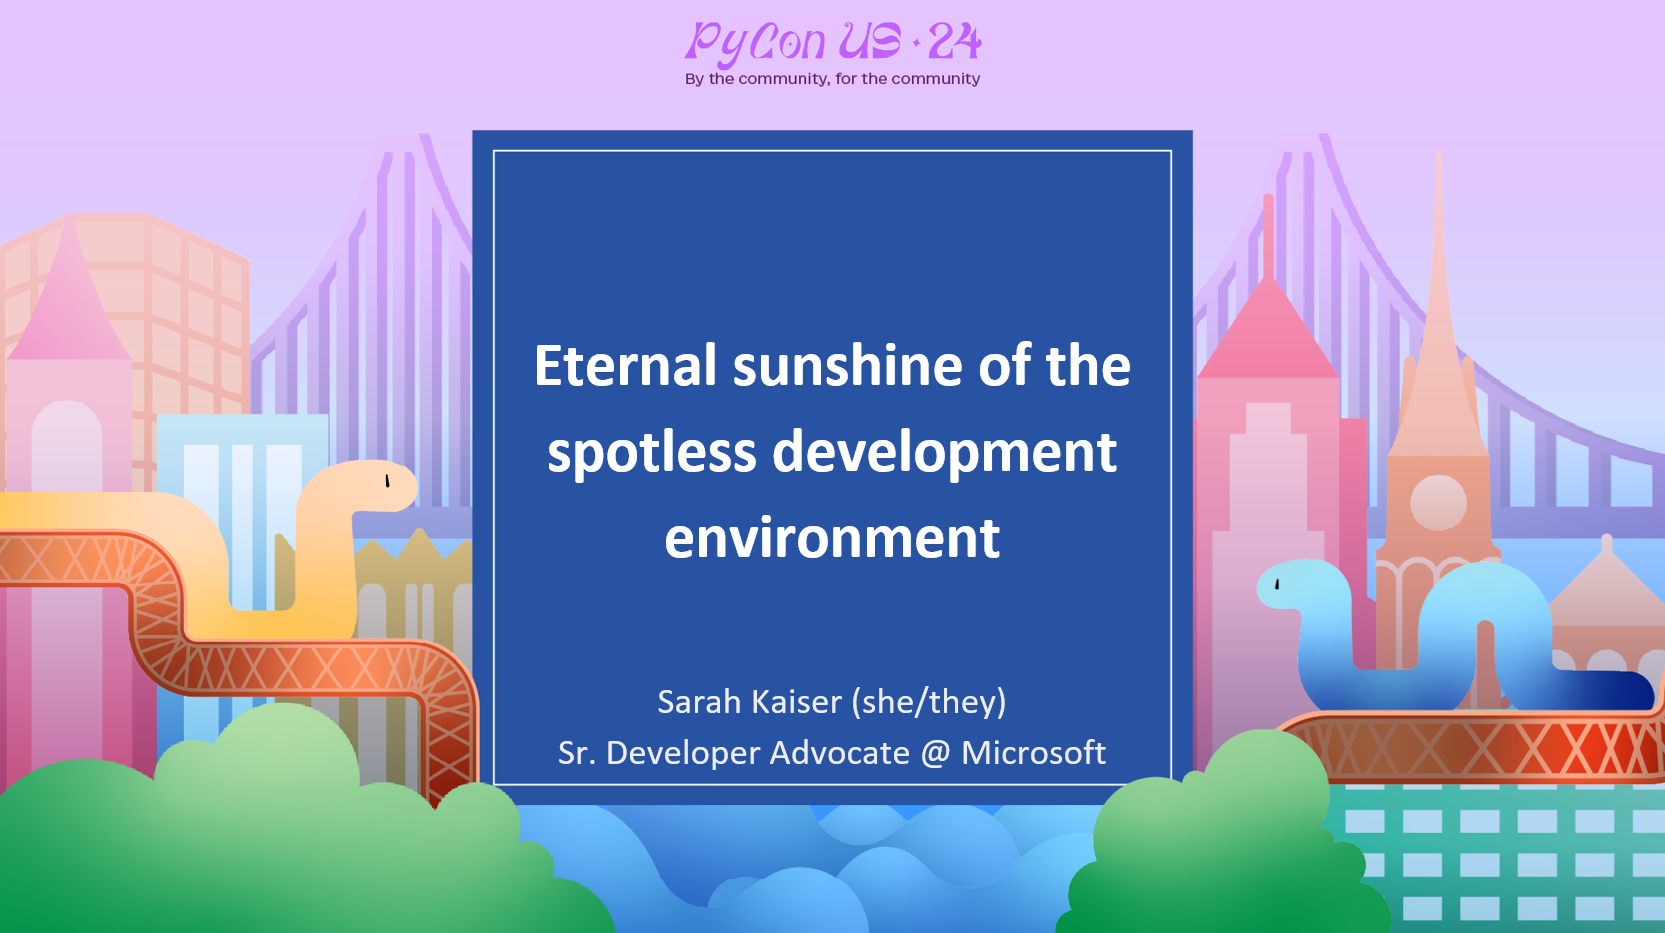 PyCon US · 24
By the community, for the community
Eternal sunshine of the
spotless development
environment
Sarah Kaiser (she/they)
Sr. Developer Advocate @ Microsoft